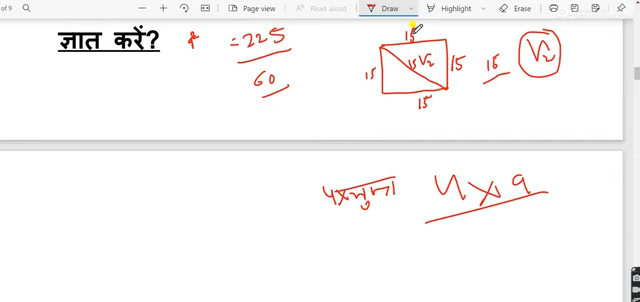 of 9 Page view Read aloud Draw Highlight Erase
ज्ञात करें? = 225
60
15
15 15√2 15 15 √2
15
4 × 9